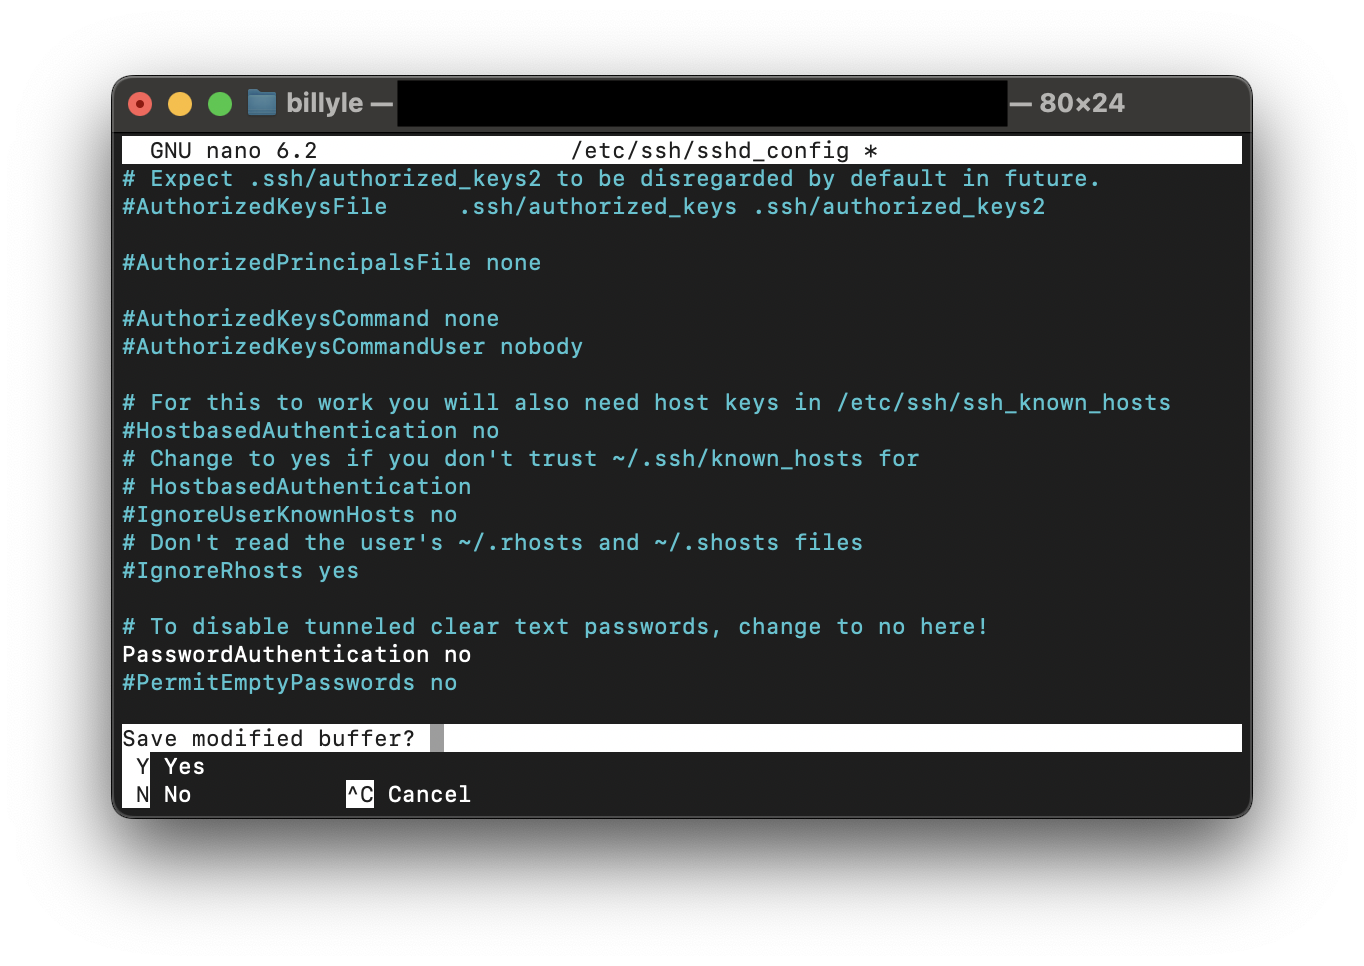 billyle — — 80×24
GNU nano 6.2 /etc/ssh/sshd_config *
# Expect .ssh/authorized_keys2 to be disregarded by default in future.
#AuthorizedKeysFile .ssh/authorized_keys .ssh/authorized_keys2
#AuthorizedPrincipalsFile none
#AuthorizedKeysCommand none
#AuthorizedKeysCommandUser nobody
# For this to work you will also need host keys in /etc/ssh/ssh_known_hosts
#HostbasedAuthentication no
# Change to yes if you don't trust ~/.ssh/known_hosts for
# HostbasedAuthentication
#IgnoreUserKnownHosts no
# Don't read the user's ~/.rhosts and ~/.shosts files
#IgnoreRhosts yes
# To disable tunneled clear text passwords, change to no here!
PasswordAuthentication no
#PermitEmptyPasswords no
Save modified buffer?
Y Yes
N No ^C Cancel